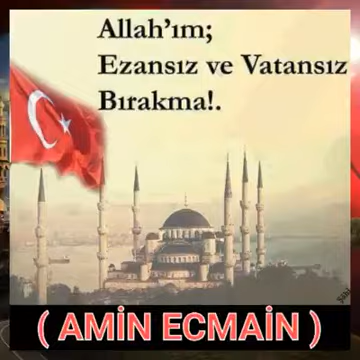 Allah’ım;
Ezansız ve Vatansız
Bırakma!.
( AMİN ECMAİN )